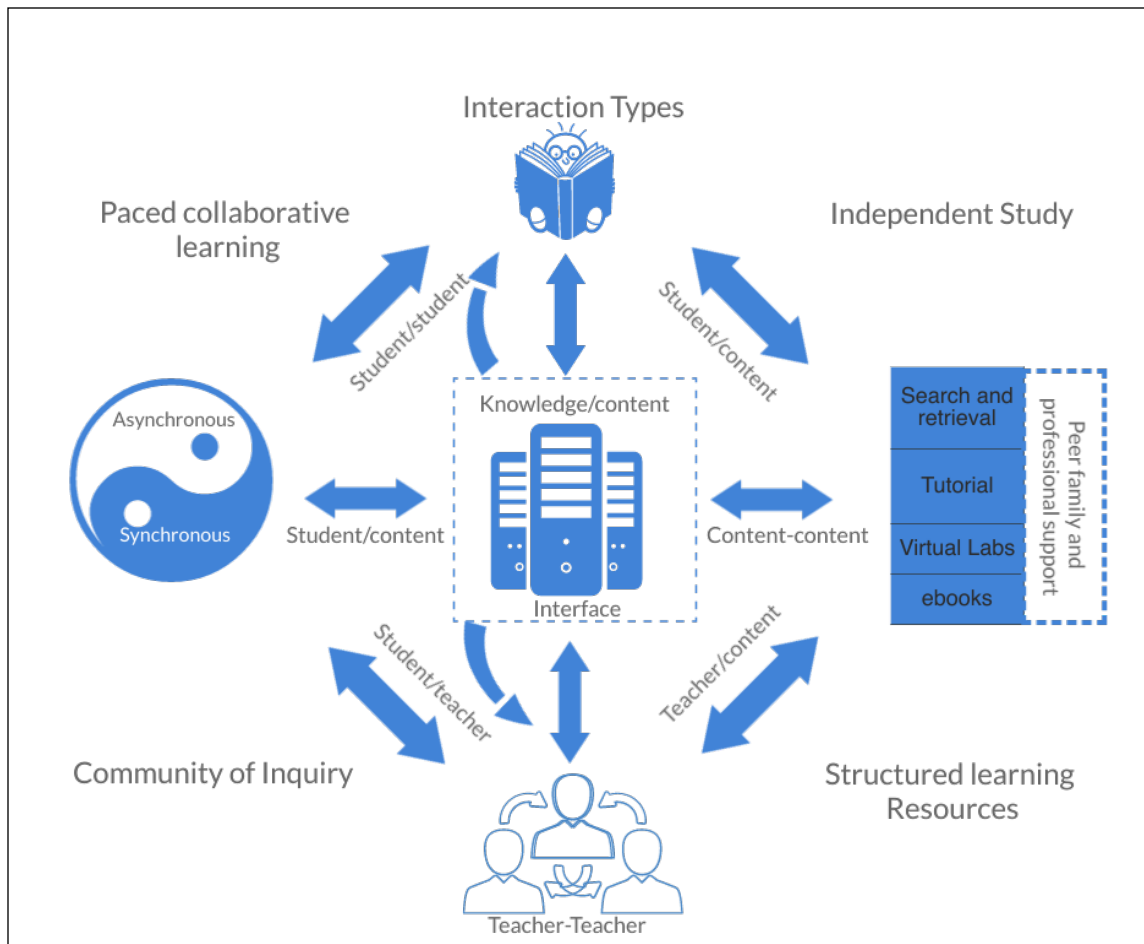 Interaction Types
Paced collaborative
learning
Independent Study
Student/student
Student/content
Knowledge/content
Asynchronous
Synchronous
Student/content
Interface
Content-content
Search and
retrieval
Tutorial
Virtual Labs
ebooks
Peer family and
professional support
Student/teacher
Teacher/content
Community of Inquiry
Structured learning
Resources
Teacher-Teacher